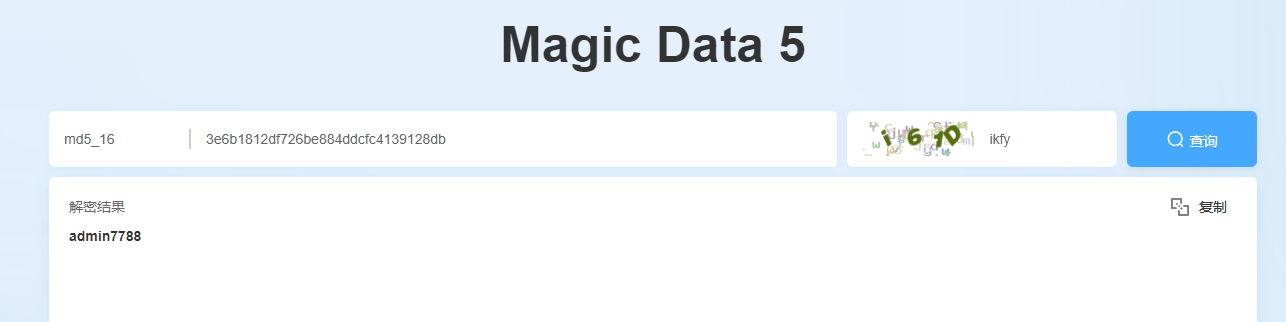 Magic Data 5
md5_16
3e6b1812df726be884ddcfc4139128db
ikfy
查询
解密结果
复制
admin7788